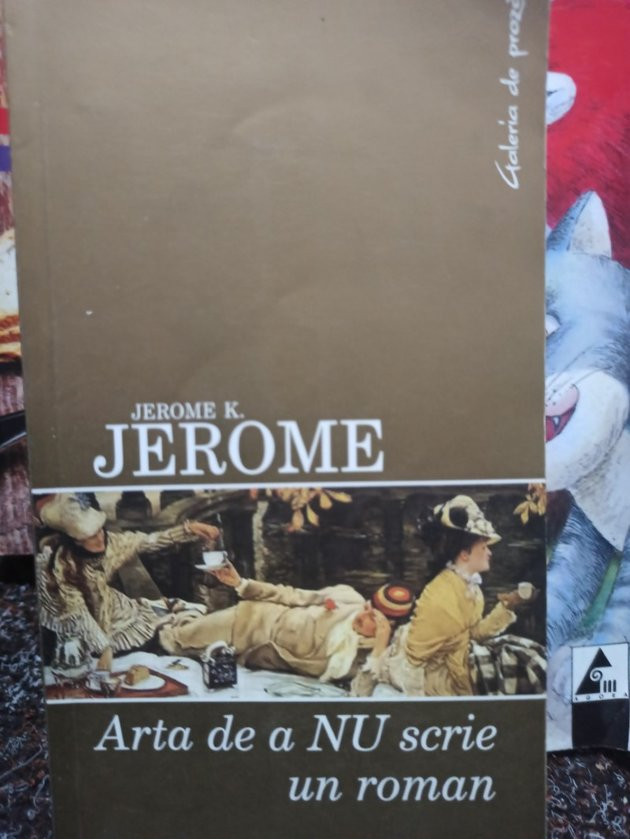 Galeria de proză
JEROME K.
JEROME
Arta de a NU scrie
un roman
AGORA